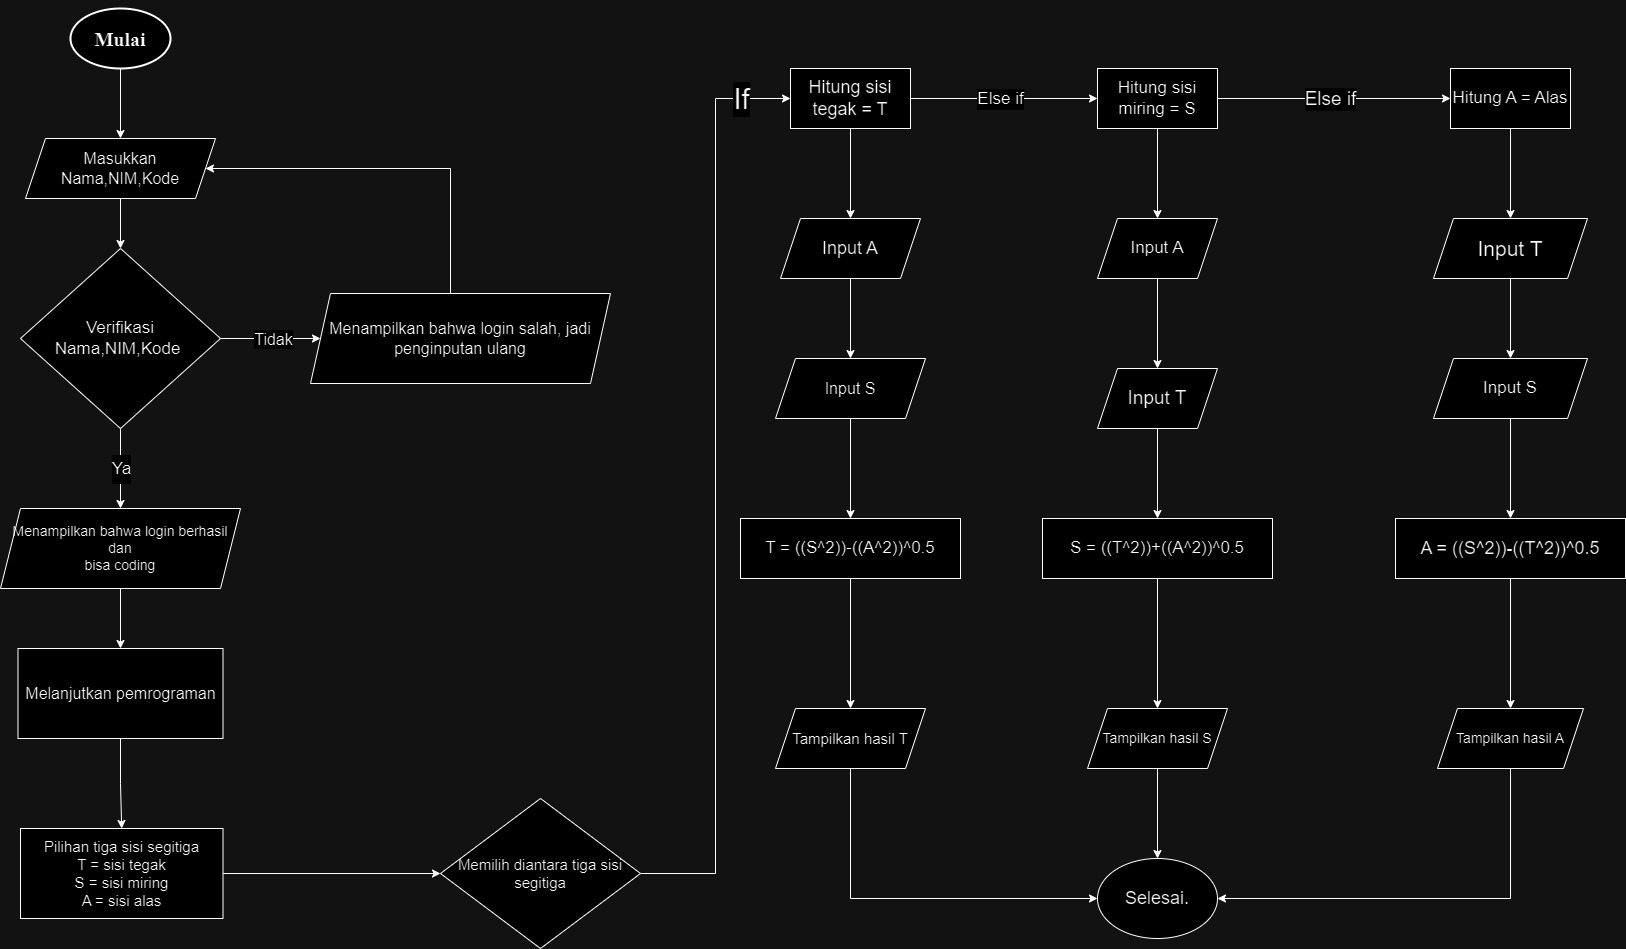 Mulai
Masukkan
Nama,NIM,Kode
Verifikasi
Nama,NIM,Kode
Tidak
Menampilkan bahwa login salah, jadi
penginputan ulang
Ya
Menampilkan bahwa login berhasil
dan
bisa coding
Melanjutkan pemrograman
Pilihan tiga sisi segitiga
T = sisi tegak
S = sisi miring
A = sisi alas
Memilih diantara tiga sisi
segitiga
If
Hitung sisi
tegak = T
Input A
Input S
T = ((S^2))-((A^2))^0.5
Tampilkan hasil T
Else if
Hitung sisi
miring = S
Input A
Input T
S = ((T^2))+((A^2))^0.5
Tampilkan hasil S
Else if
Hitung A = Alas
Input T
Input S
A = ((S^2))-((T^2))^0.5
Tampilkan hasil A
Selesai.